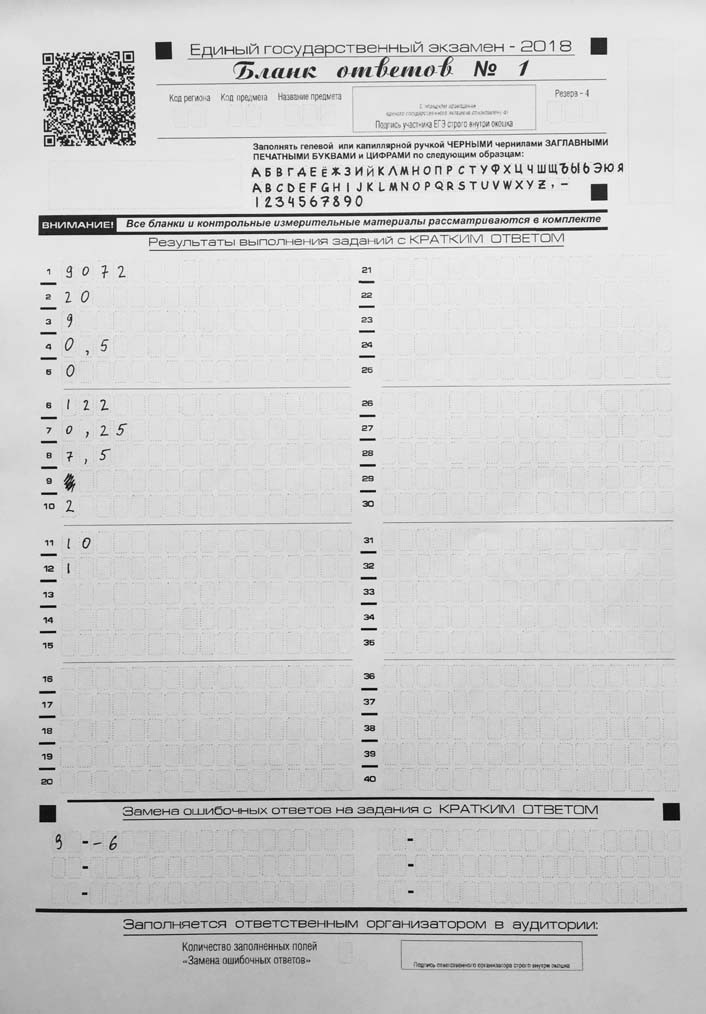 Единый государственный экзамен - 2018
Бланк ответов № 1
Код региона Код предмета Название предмета
Резерв - 4
Подпись участника ЕГЭ строго внутри окошка
Заполнять гелевой или капиллярной ручкой ЧЕРНЫМИ чернилами ЗАГЛАВНЫМИ
ПЕЧАТНЫМИ БУКВАМИ и ЦИФРАМИ по следующим образцам:
АБВГДЕЁЖЗИЙКЛМНОПРСТУФХЦЧШЩЪЫЬЭЮЯ
ABCDEFGHIJKLMNOPQRSTUVWXYZ,-
1234567890
ВНИМАНИЕ! Все бланки и контрольные измерительные материалы рассматриваются в комплекте
Результаты выполнения заданий с КРАТКИМ ОТВЕТОМ
1 9072 21
2 20 22
3 9 23
4 0,5 24
5 0 25
6 122 26
7 0,25 27
8 7,5 28
9 29
10 2 30
11 10 31
12 1 32
13 33
14 34
15 35
16 36
17 37
18 38
19 39
20 40
Замена ошибочных ответов на задания с КРАТКИМ ОТВЕТОМ
9 - -6 -
- -
- -
Заполняется ответственным организатором в аудитории:
Количество заполненных полей
«Замена ошибочных ответов»
Подпись ответственного организатора строго внутри окошка